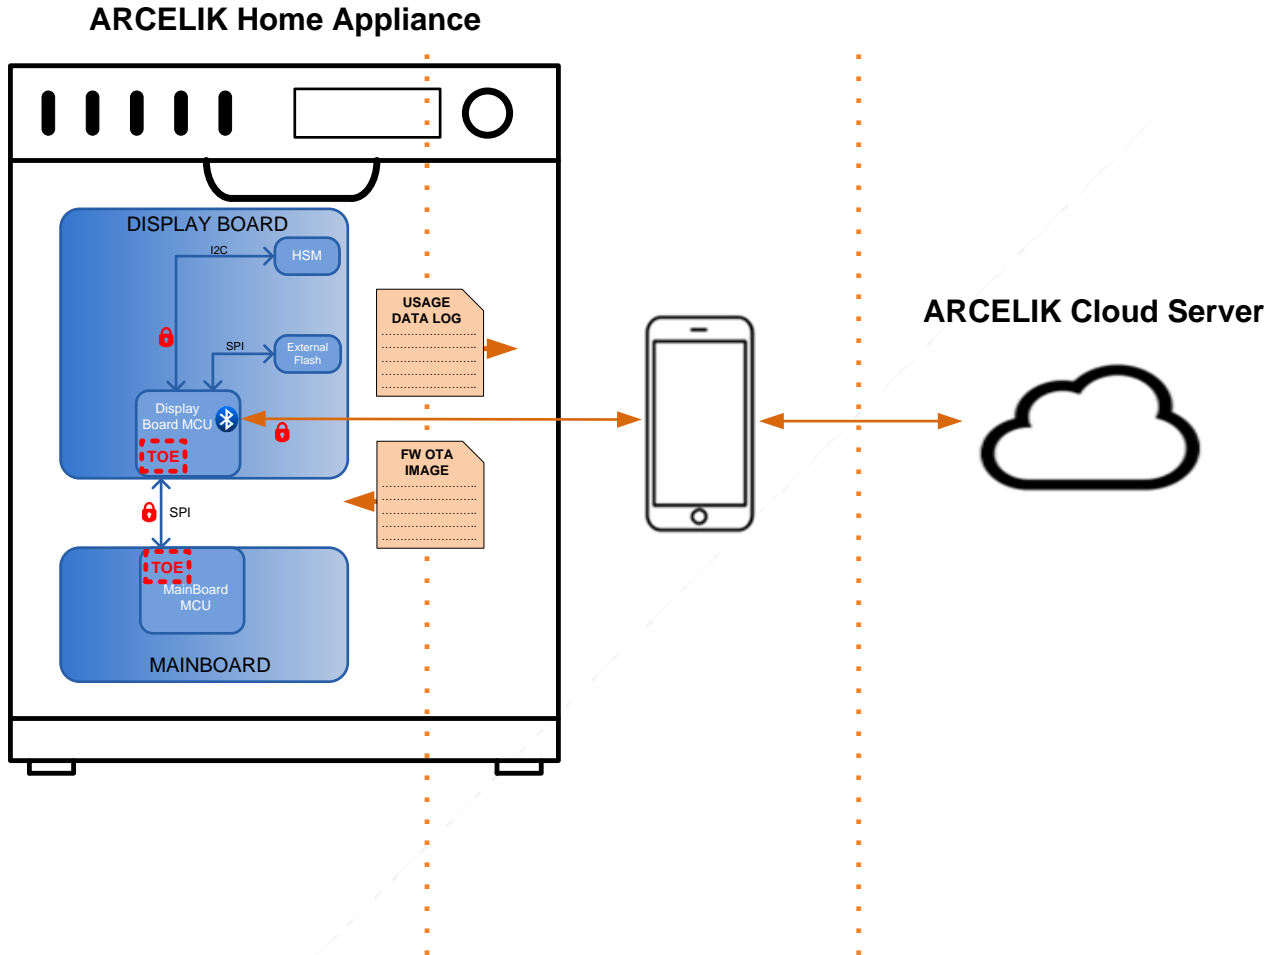 ARCELIK Home Appliance
DISPLAY BOARD
I2C
HSM
SPI
External
Flash
Display
Board MCU
TOE
SPI
TOE
MainBoard
MCU
MAINBOARD
USAGE
DATA LOG
FW OTA
IMAGE
ARCELIK Cloud Server